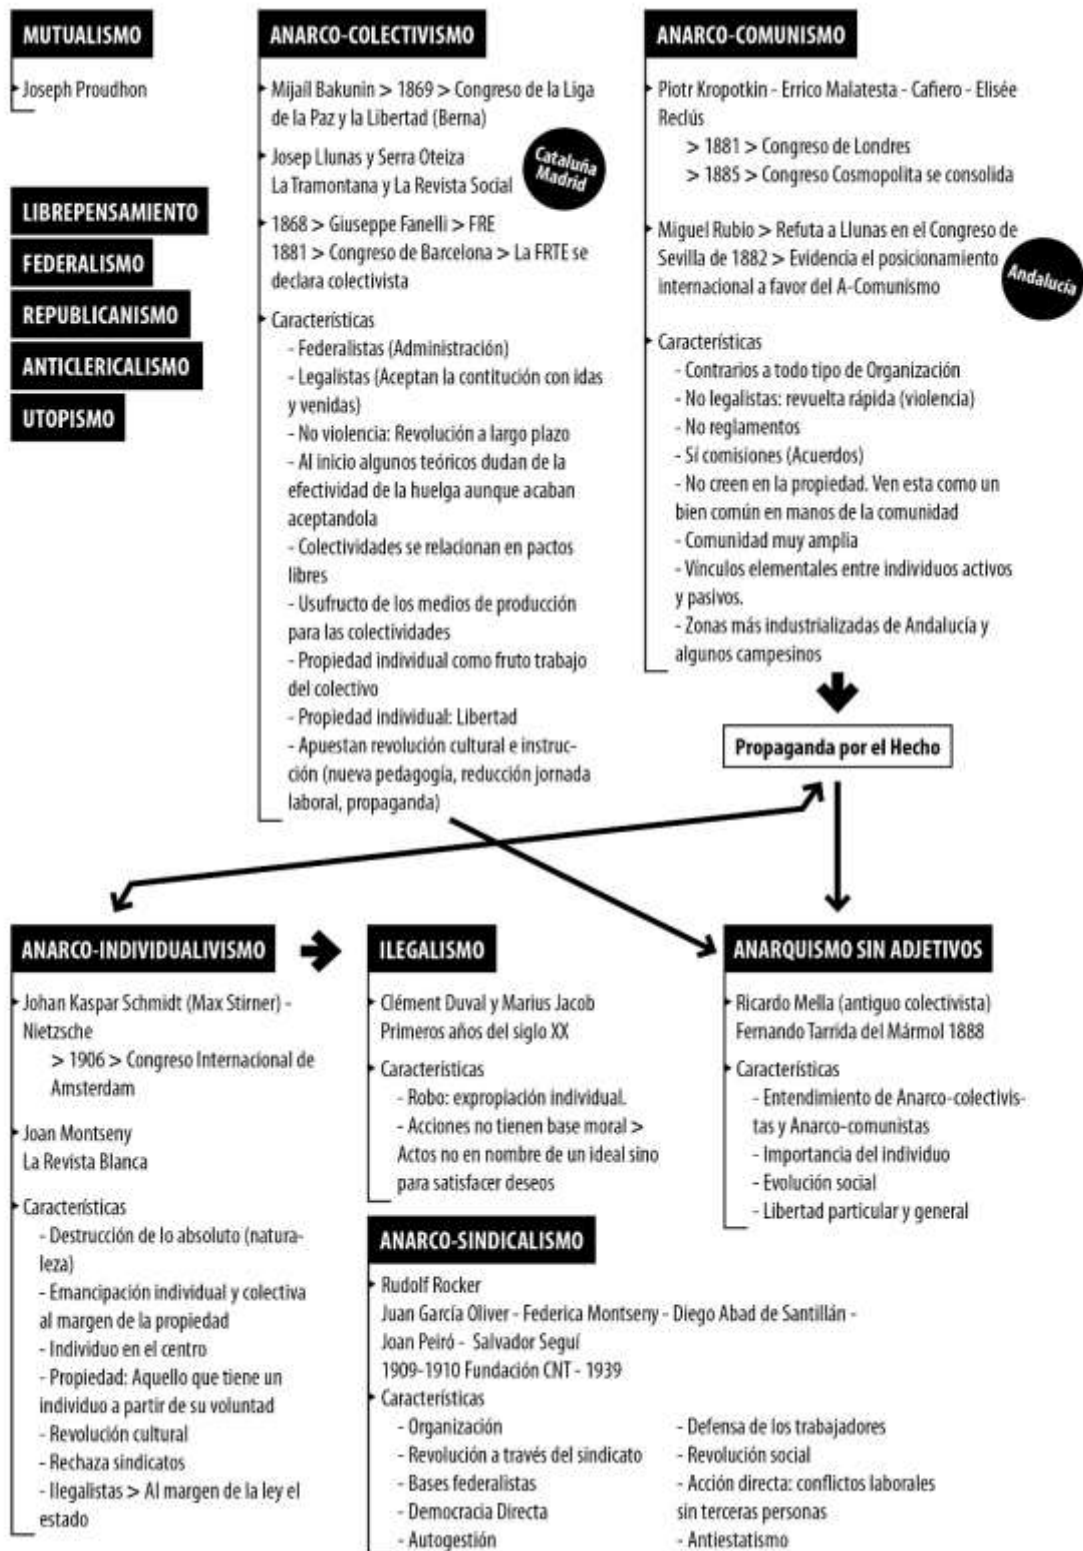 MUTUALISMO
Joseph Proudhon
LIBREPENSAMIENTO
FEDERALISMO
REPUBLICANISMO
ANTICLERICALISMO
UTOPISMO
ANARCO-COLECTIVISMO
Mijaíl Bakunin > 1869 > Congreso de la Liga
de la Paz y la Libertad (Berna)
Josep Llunas y Serra Oteiza
La Tramontana y La Revista Social
Cataluña
Madrid
1868 > Giuseppe Fanelli > FRE
1881 > Congreso de Barcelona > La FRTE se
declara colectivista
Características
- Federalistas (Administración)
- Legalistas (Aceptan la contitución con idas
y venidas)
- No violencia: Revolución a largo plazo
- Al inicio algunos teóricos dudan de la
efectividad de la huelga aunque acaban
aceptandola
- Colectividades se relacionan en pactos
libres
- Usufructo de los medios de producción
para las colectividades
- Propiedad individual como fruto trabajo
del colectivo
- Propiedad individual: Libertad
- Apuestan revolución cultural e instruc-
ción (nueva pedagogía, reducción jornada
laboral, propaganda)
ANARCO-COMUNISMO
Piotr Kropotkin - Errico Malatesta - Cafiero - Elisée
Reclús
> 1881 > Congreso de Londres
> 1885 > Congreso Cosmopolita se consolida
Miguel Rubio > Refuta a Llunas en el Congreso de
Sevilla de 1882 > Evidencia el posicionamiento
internacional a favor del A-Comunismo
Andalucía
Características
- Contrarios a todo tipo de Organización
- No legalistas: revuelta rápida (violencia)
- No reglamentos
- Sí comisiones (Acuerdos)
- No creen en la propiedad. Ven esta como un
bien común en manos de la comunidad
- Comunidad muy amplia
- Vínculos elementales entre individuos activos
y pasivos.
- Zonas más industrializadas de Andalucía y
algunos campesinos
Propaganda por el Hecho
ANARCO-INDIVIDUALIVISMO
Johan Kaspar Schmidt (Max Stirner) -
Nietzsche
> 1906 > Congreso Internacional de
Amsterdam
Joan Montseny
La Revista Blanca
Características
- Destrucción de lo absoluto (natura-
leza)
- Emancipación individual y colectiva
al margen de la propiedad
- Individuo en el centro
- Propiedad: Aquello que tiene un
individuo a partir de su voluntad
- Revolución cultural
- Rechaza sindicatos
- Ilegalistas > Al margen de la ley el
estado
ILEGALISMO
Clément Duval y Marius Jacob
Primeros años del siglo XX
Características
- Robo: expropiación individual.
- Acciones no tienen base moral >
Actos no en nombre de un ideal sino
para satisfacer deseos
ANARQUISMO SIN ADJETIVOS
Ricardo Mella (antiguo colectivista)
Fernando Tarrida del Mármol 1888
Características
- Entendimiento de Anarco-colectivis-
tas y Anarco-comunistas
- Importancia del individuo
- Evolución social
- Libertad particular y general
ANARCO-SINDICALISMO
Rudolf Rocker
Juan García Oliver - Federica Montseny - Diego Abad de Santillán -
Joan Peiró - Salvador Seguí
1909-1910 Fundación CNT - 1939
Características
- Organización
- Revolución a través del sindicato
- Bases federalistas
- Democracia Directa
- Autogestión
- Defensa de los trabajadores
- Revolución social
- Acción directa: conflictos laborales
sin terceras personas
- Antiestatismo